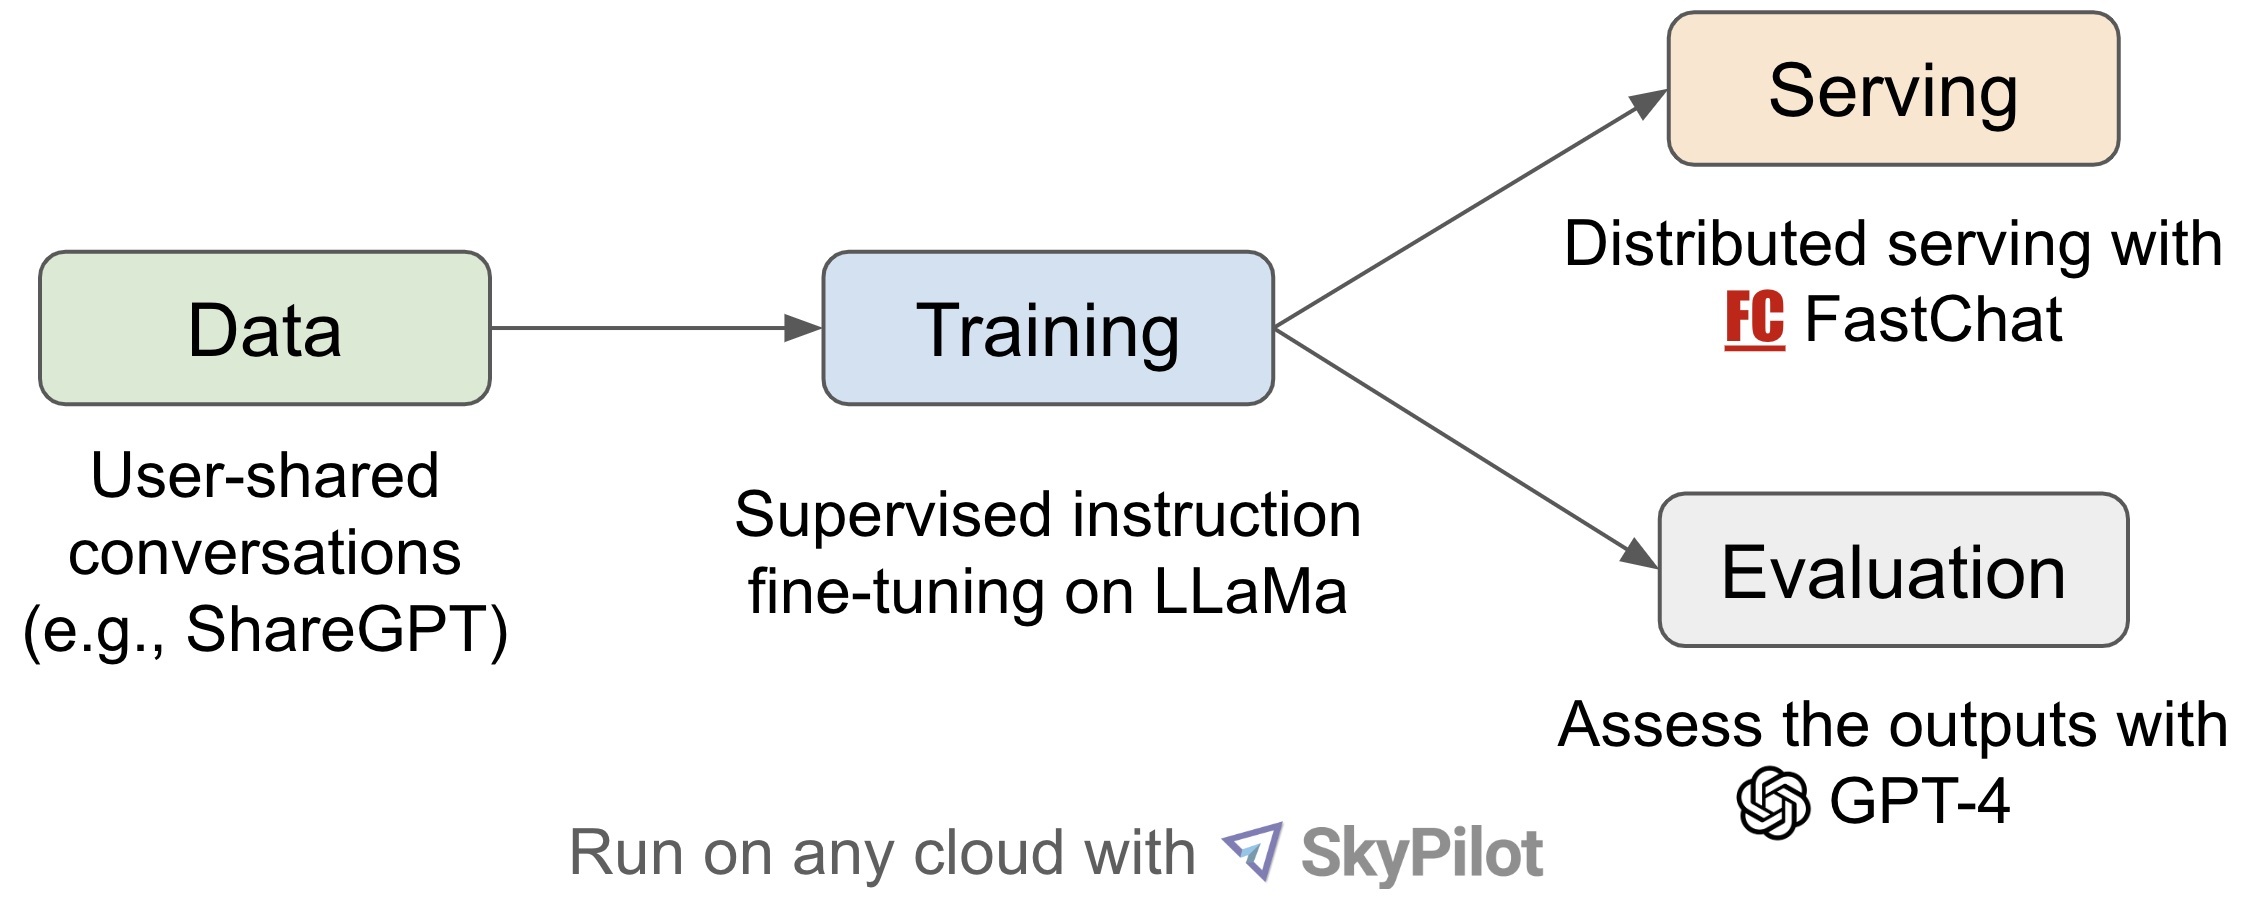 Data
User-shared
conversations
(e.g., ShareGPT)
Training
Supervised instruction
fine-tuning on LLaMa
Serving
Distributed serving with
FC FastChat
Evaluation
Assess the outputs with
GPT-4
Run on any cloud with SkyPilot